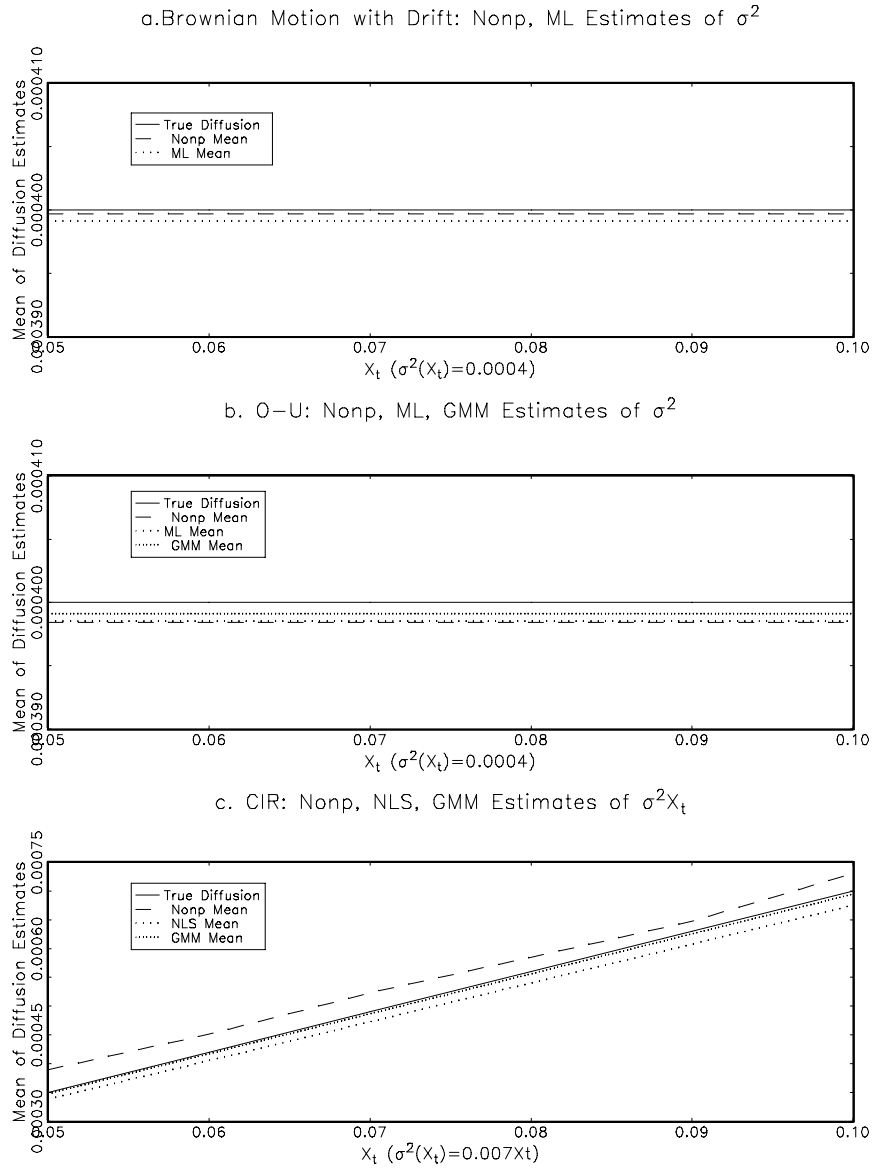 a.Brownian Motion with Drift: Nonp, ML Estimates of σ²
Mean of Diffusion Estimates
0.000410
0.000400
0.000390
True Diffusion
Nonp Mean
ML Mean
0.05 0.06 0.07 0.08 0.09 0.10
Xₜ (σ²(Xₜ)=0.0004)
b. O-U: Nonp, ML, GMM Estimates of σ²
Mean of Diffusion Estimates
0.000410
0.000400
0.000390
True Diffusion
Nonp Mean
ML Mean
GMM Mean
0.05 0.06 0.07 0.08 0.09 0.10
Xₜ (σ²(Xₜ)=0.0004)
c. CIR: Nonp, NLS, GMM Estimates of σ²Xₜ
Mean of Diffusion Estimates
0.00075
0.00060
0.00045
0.00030
True Diffusion
Nonp Mean
NLS Mean
GMM Mean
0.05 0.06 0.07 0.08 0.09 0.10
Xₜ (σ²(Xₜ)=0.007Xt)